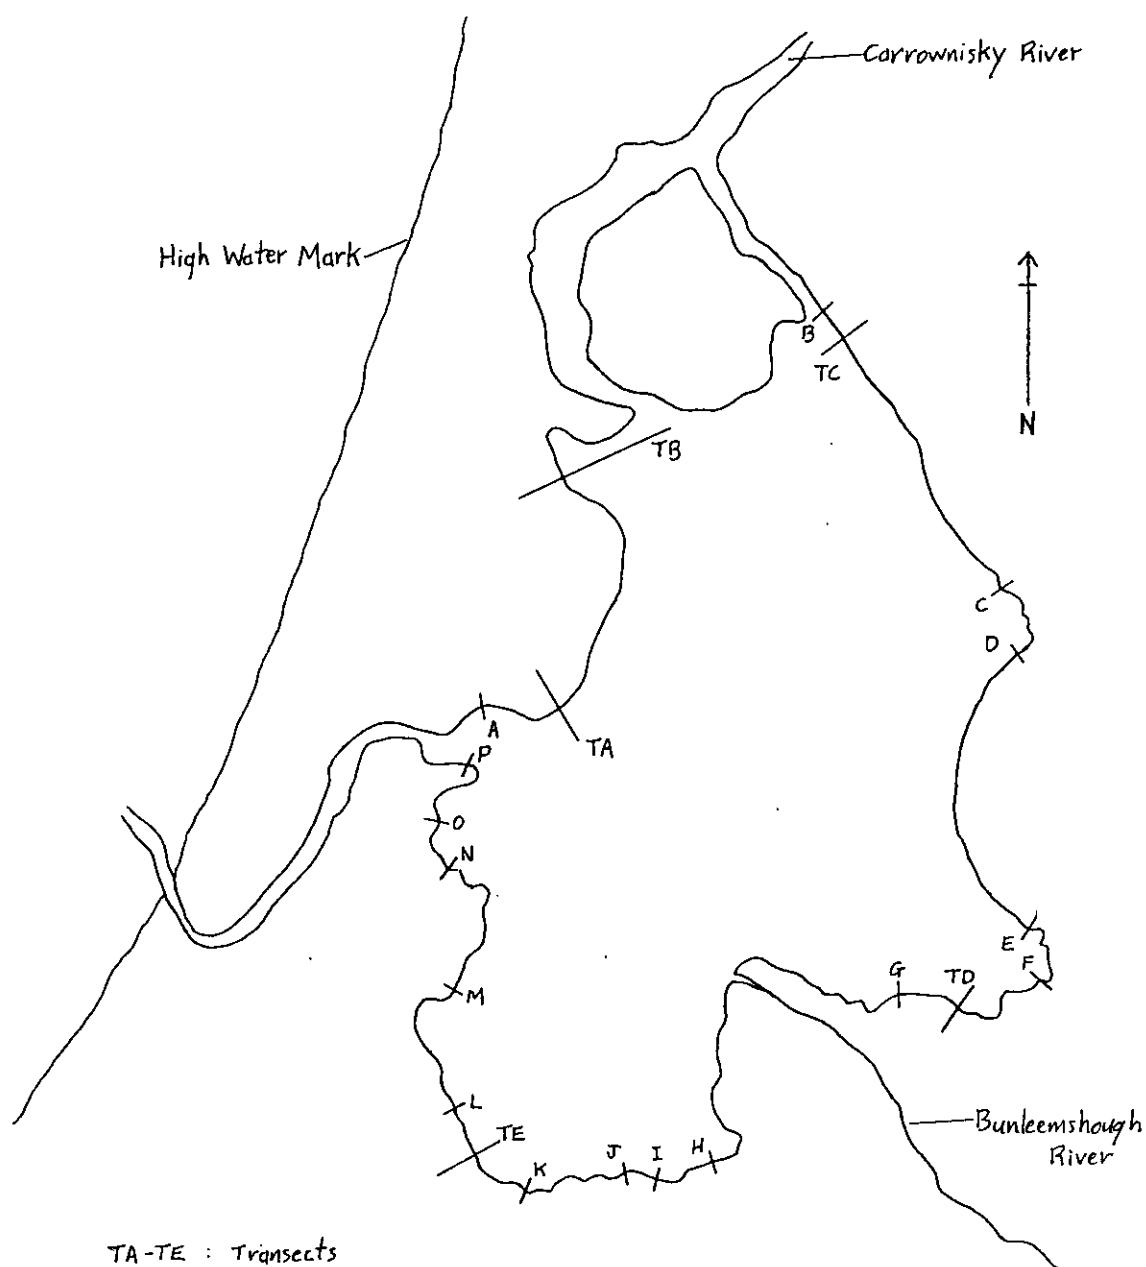 Carrownisky River
High Water Mark
B
TC
N
TB
C
D
A
TA
P
O
N
E
F
G
TD
M
L
TE
K
J
I
H
Bunleemshough
River
TA-TE : Transects